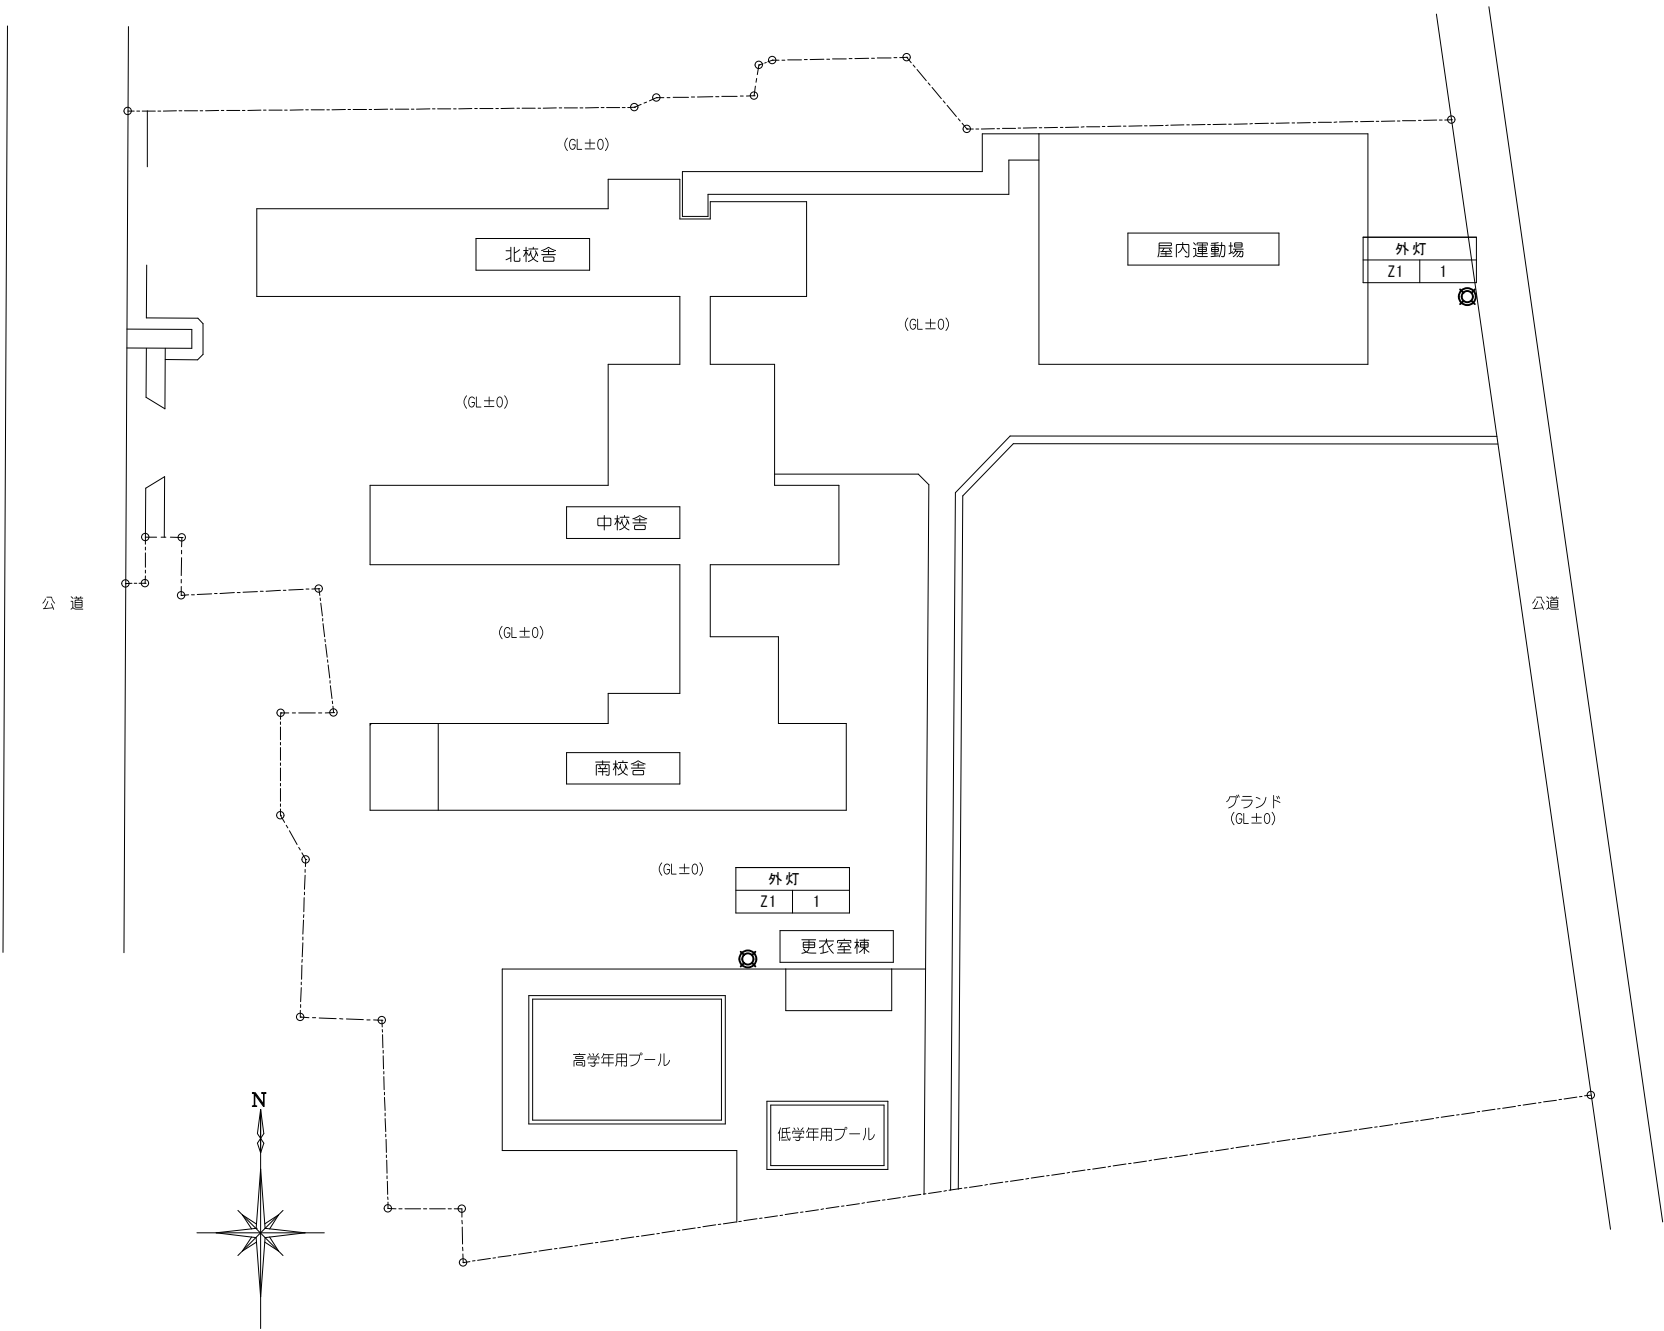 (GL±0)
北校舎
屋内運動場
外灯
Z1 1
(GL±0)
(GL±0)
中校舎
公 道
公道
(GL±0)
南校舎
グランド
(GL±0)
(GL±0)
外灯
Z1 1
更衣室棟
高学年用プール
低学年用プール
N